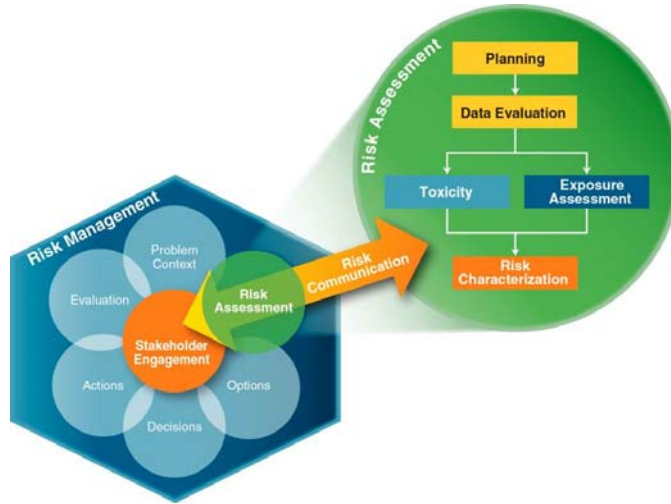 Risk Management
Problem
Context
Evaluation
Risk
Assessment
Stakeholder
Engagement
Actions
Options
Decisions
Risk
Communication
Risk Assessment
Planning
Data Evaluation
Toxicity
Exposure
Assessment
Risk
Characterization